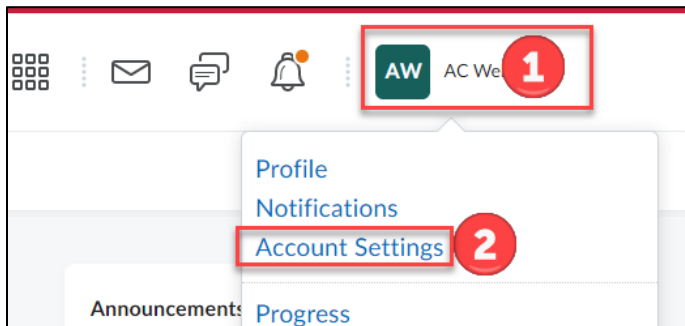 AW AC We 1
Profile
Notifications
Account Settings 2
Announcements
Progress